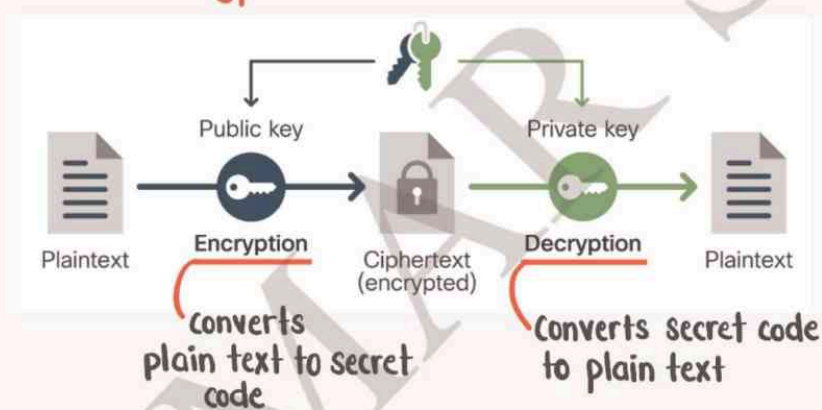 Public key
Private key
Plaintext
Encryption
Ciphertext
(encrypted)
Decryption
Plaintext
converts
plain text to secret
code
converts secret code
to plain text